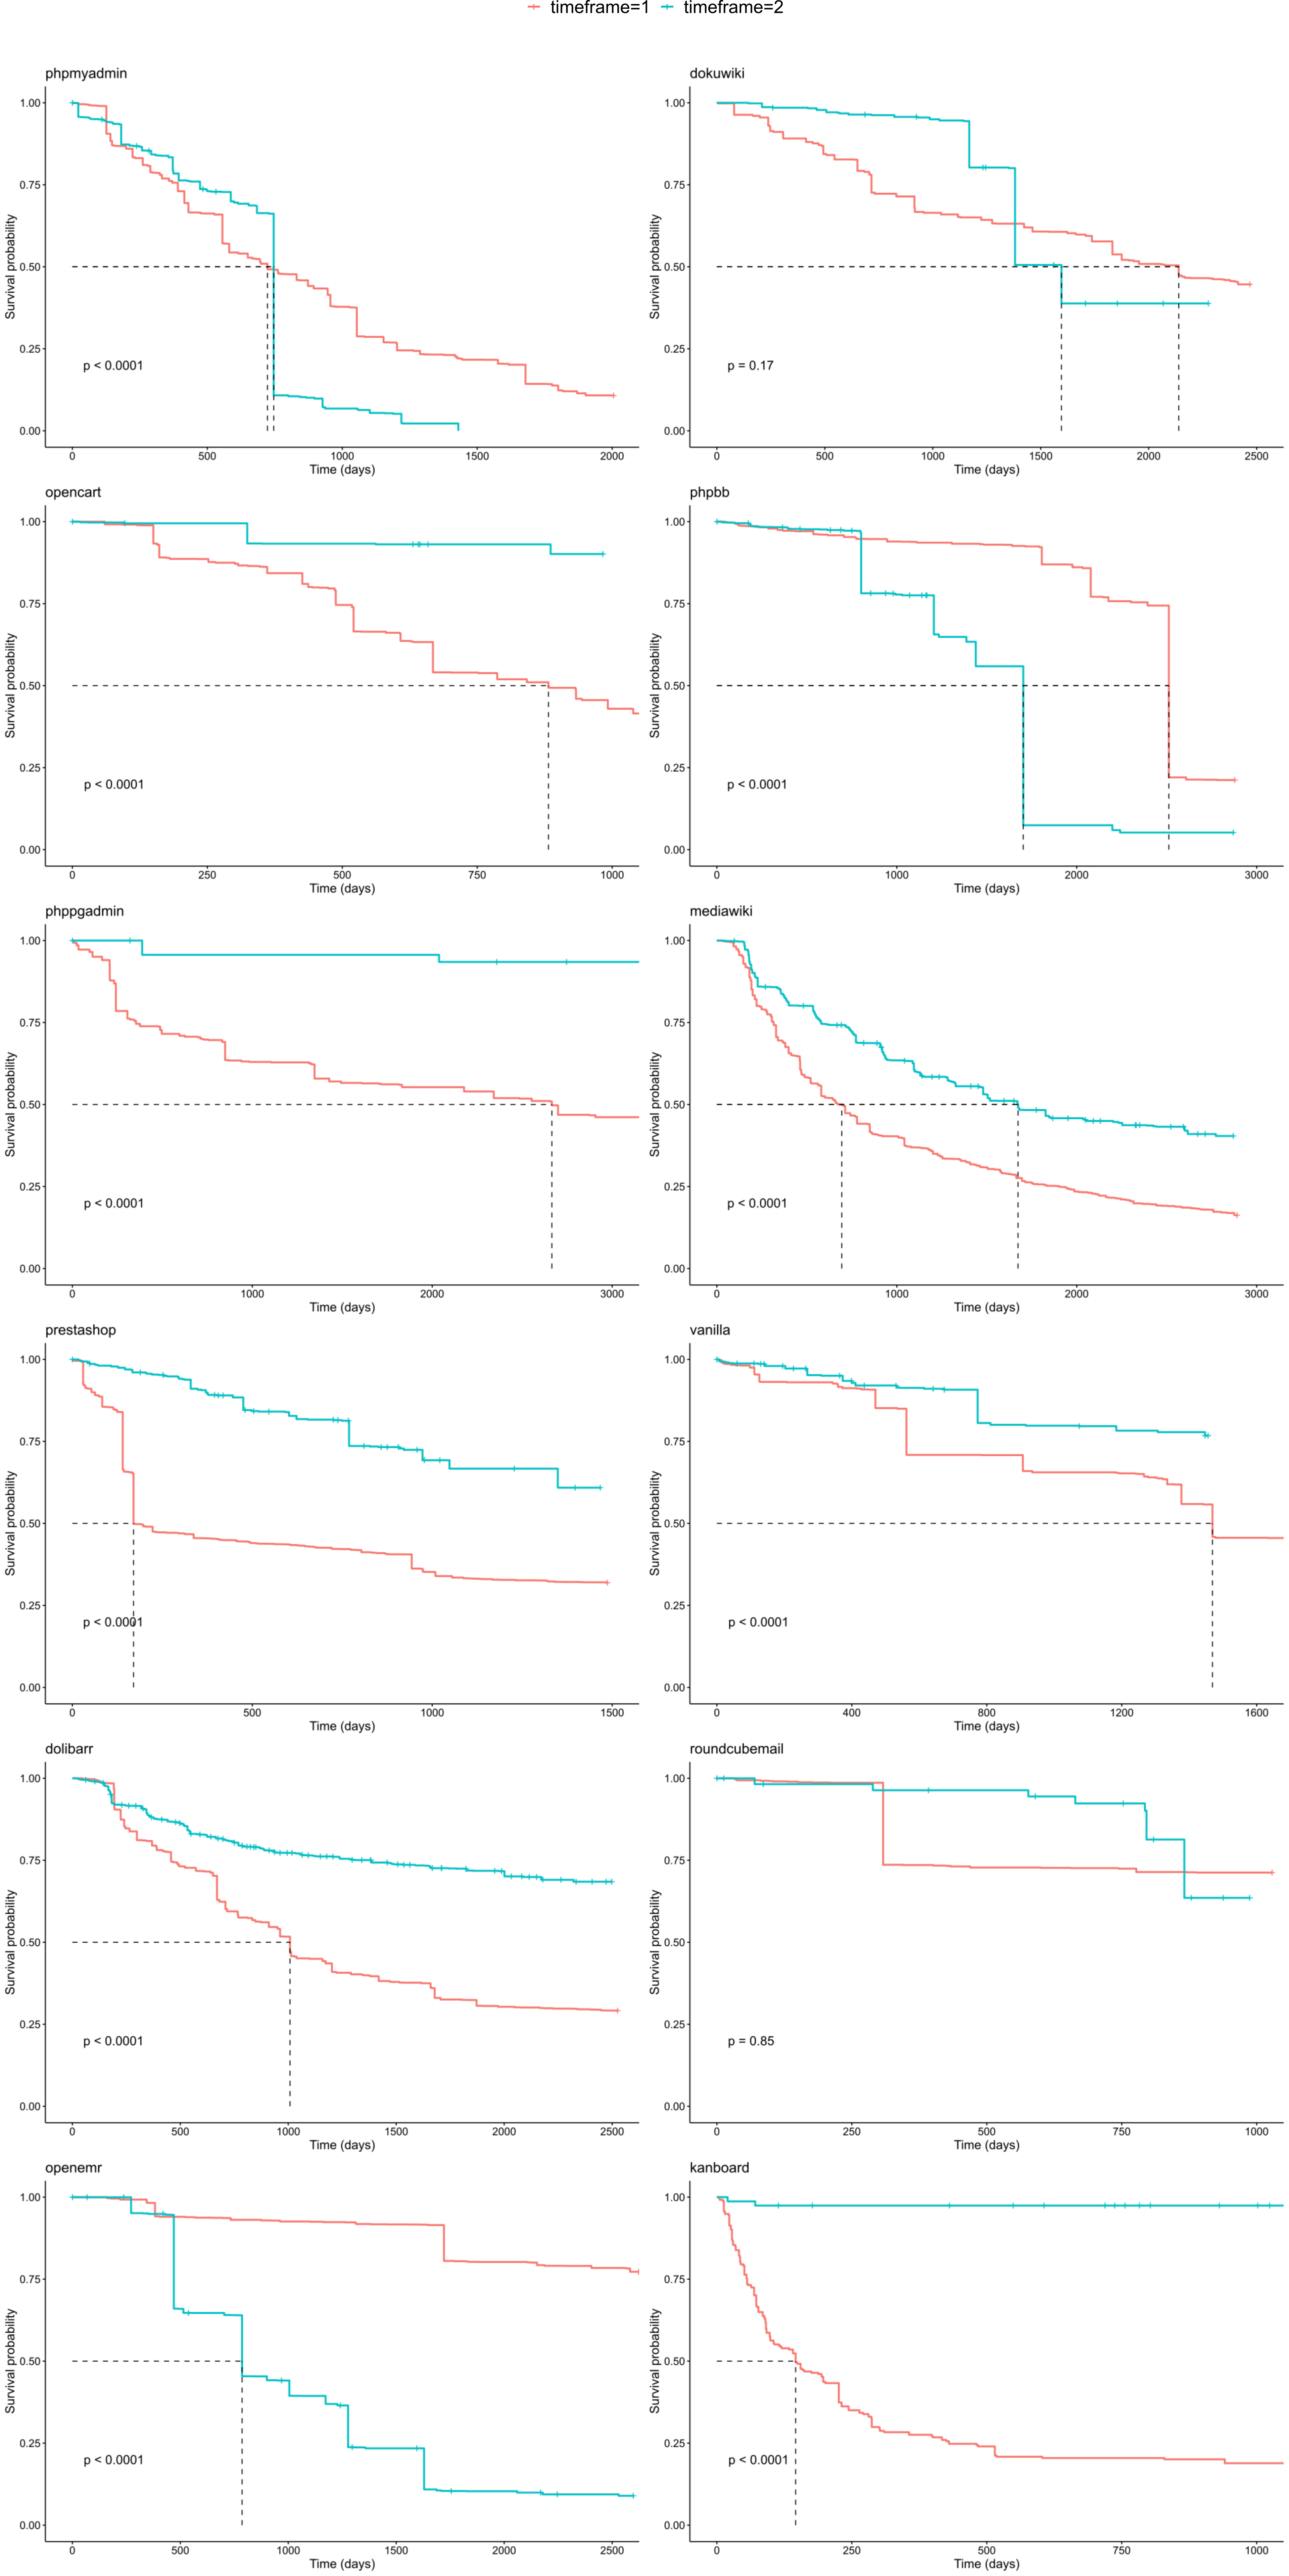 timeframe=1 timeframe=2
phpmyadmin
Survival probability
1.00
0.75
0.50
0.25
0.00
p < 0.0001
0 500 1000 1500 2000
Time (days)
dokuwiki
Survival probability
1.00
0.75
0.50
0.25
0.00
p = 0.17
0 500 1000 1500 2000 2500
Time (days)
opencart
Survival probability
1.00
0.75
0.50
0.25
0.00
p < 0.0001
0 250 500 750 1000
Time (days)
phpbb
Survival probability
1.00
0.75
0.50
0.25
0.00
p < 0.0001
0 1000 2000 3000
Time (days)
phppgadmin
Survival probability
1.00
0.75
0.50
0.25
0.00
p < 0.0001
0 1000 2000 3000
Time (days)
mediawiki
Survival probability
1.00
0.75
0.50
0.25
0.00
p < 0.0001
0 1000 2000 3000
Time (days)
prestashop
Survival probability
1.00
0.75
0.50
0.25
0.00
p < 0.0001
0 500 1000 1500
Time (days)
vanilla
Survival probability
1.00
0.75
0.50
0.25
0.00
p < 0.0001
0 400 800 1200 1600
Time (days)
dolibarr
Survival probability
1.00
0.75
0.50
0.25
0.00
p < 0.0001
0 500 1000 1500 2000 2500
Time (days)
roundcubemail
Survival probability
1.00
0.75
0.50
0.25
0.00
p = 0.85
0 250 500 750 1000
Time (days)
openemr
Survival probability
1.00
0.75
0.50
0.25
0.00
p < 0.0001
0 500 1000 1500 2000 2500
Time (days)
kanboard
Survival probability
1.00
0.75
0.50
0.25
0.00
p < 0.0001
0 250 500 750 1000
Time (days)